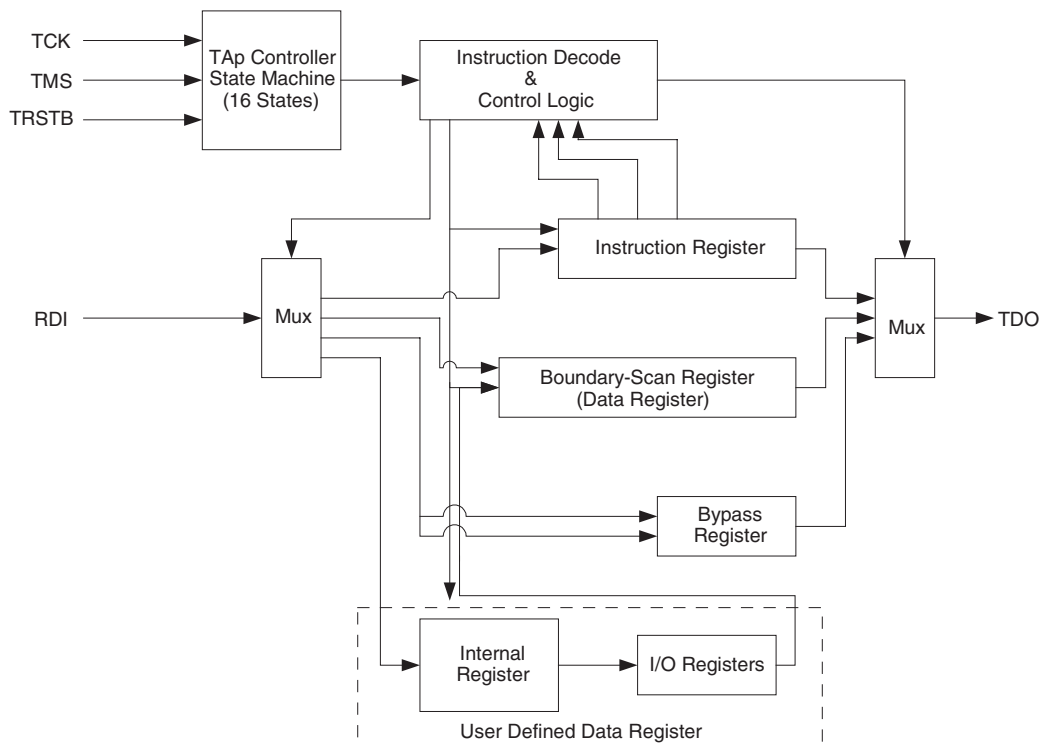 TCK
TMS
TRSTB
TAp Controller
State Machine
(16 States)
Instruction Decode
&
Control Logic
Instruction Register
RDI
Mux
Mux
TDO
Boundary-Scan Register
(Data Register)
Bypass
Register
Internal
Register
I/O Registers
User Defined Data Register